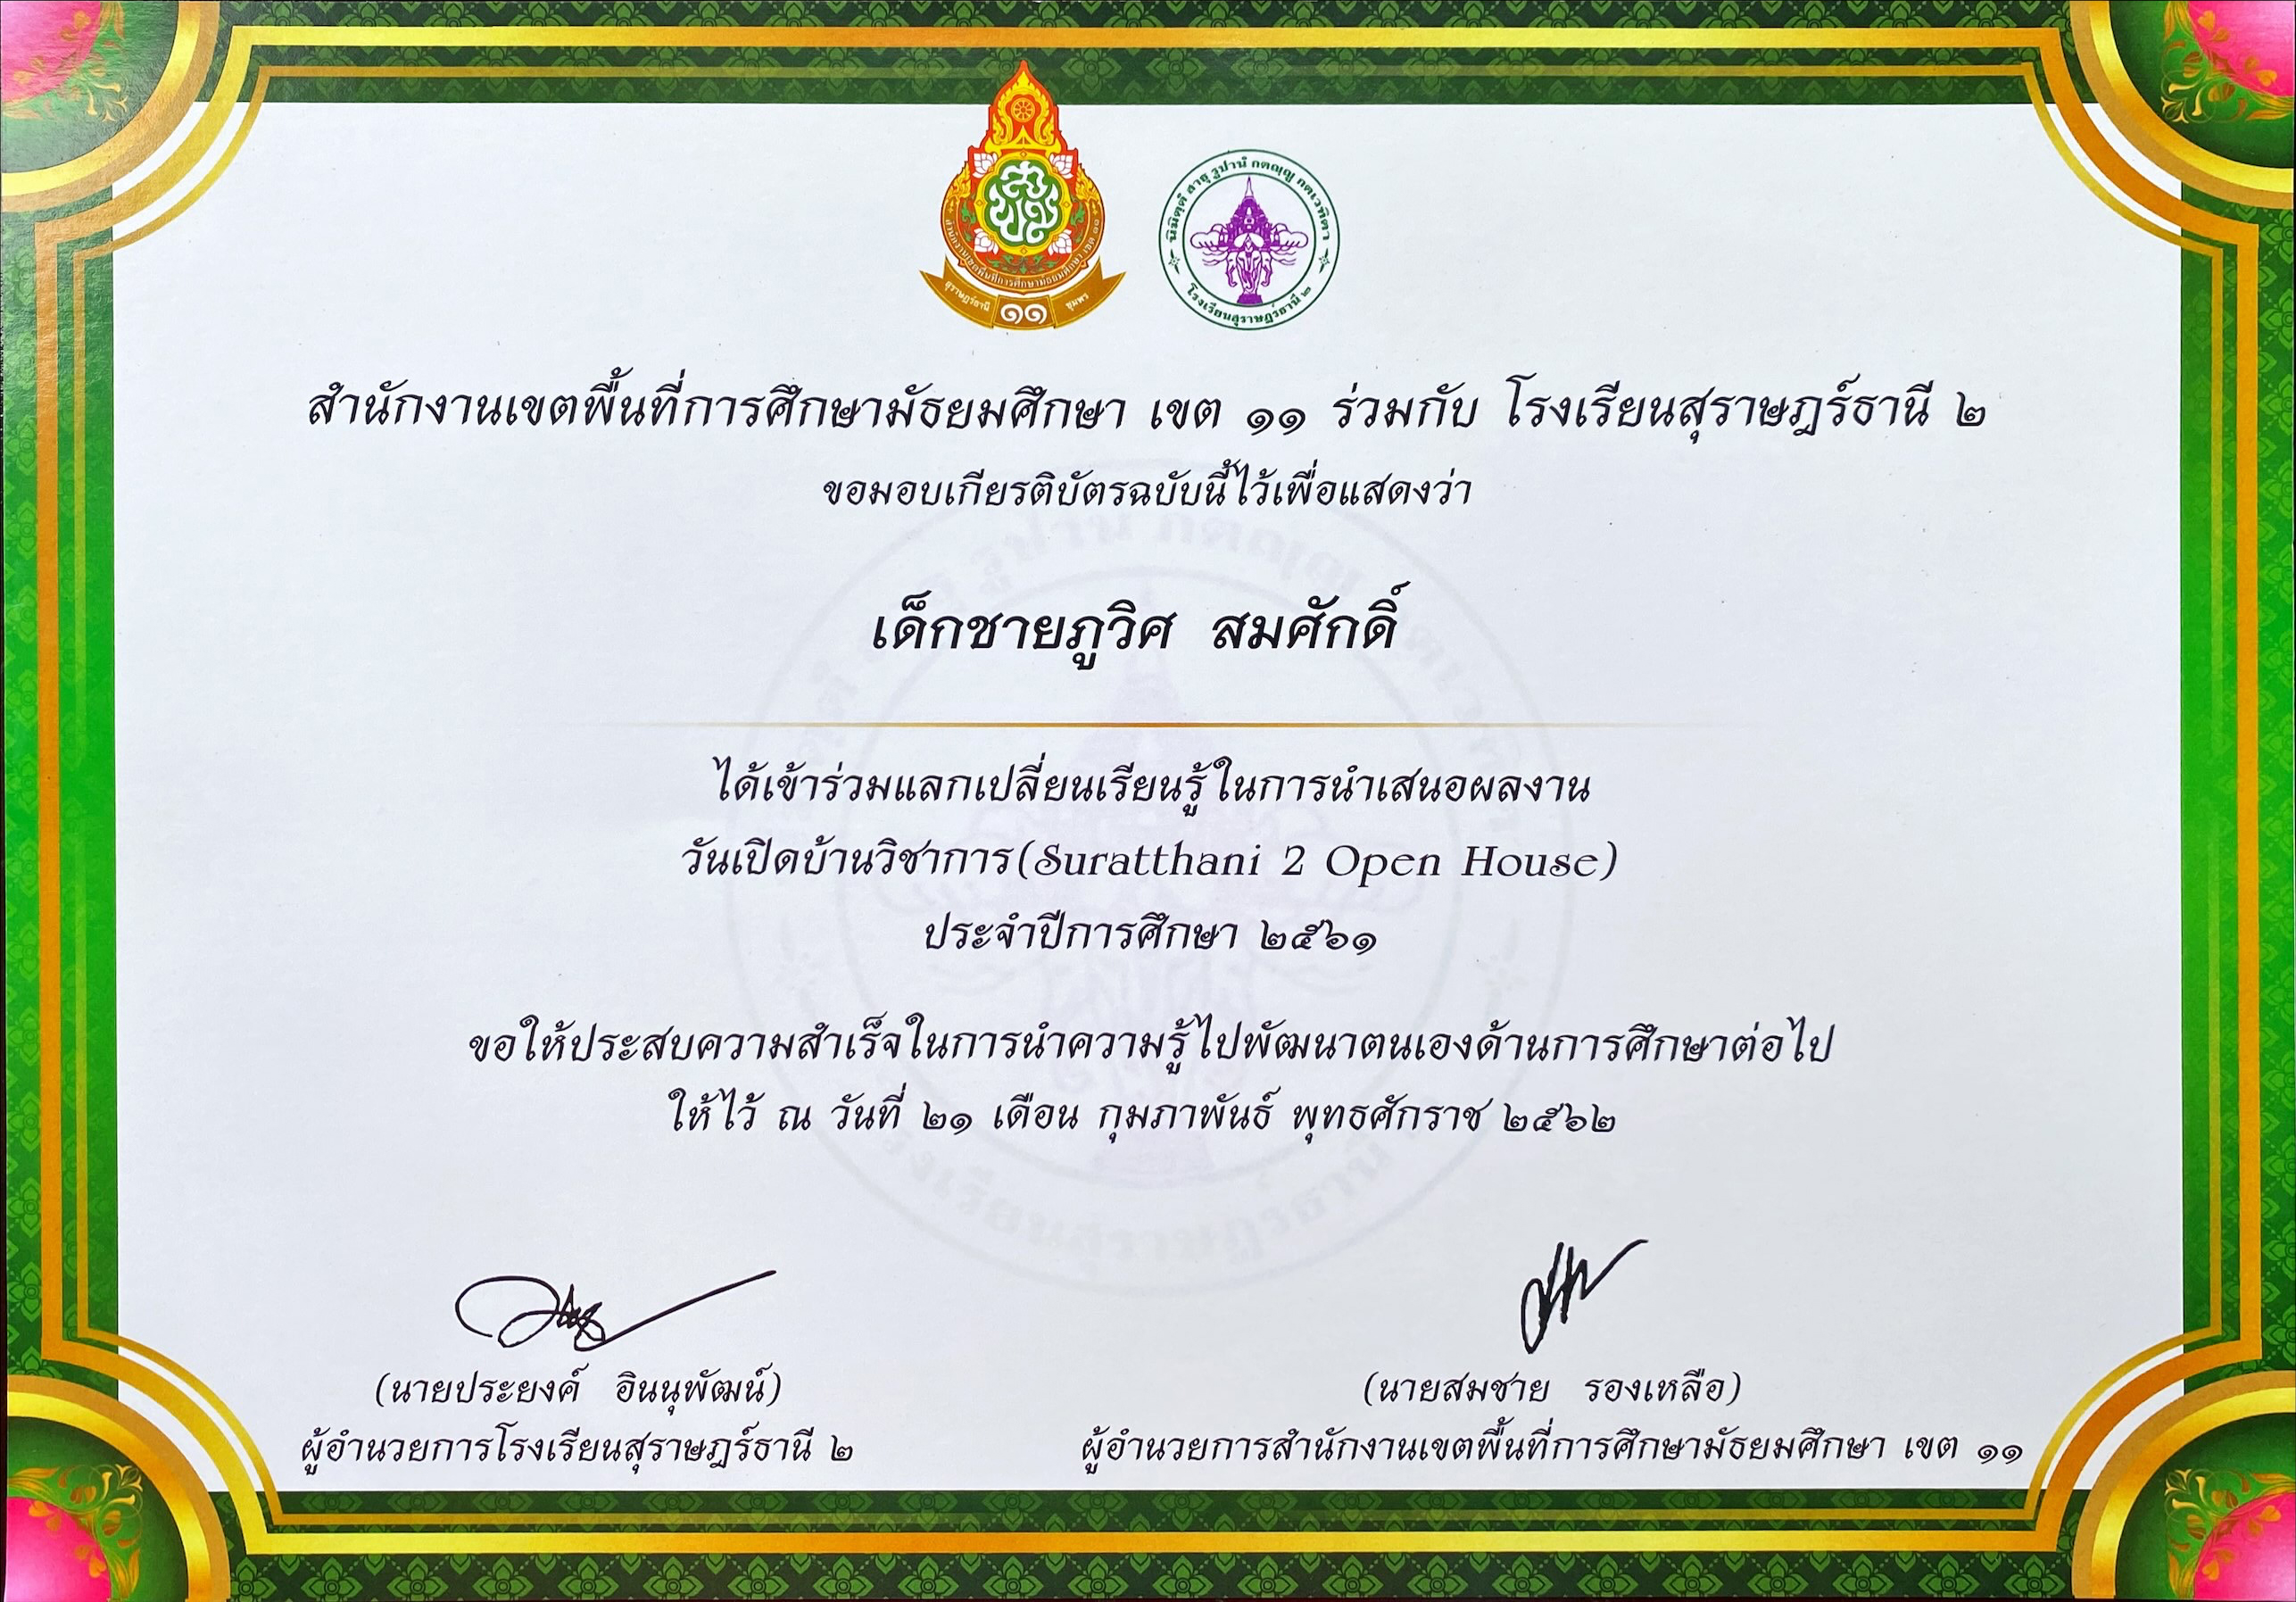 นิมิตฺตํ สาธุ รูปานํ กตญฺญู กตเวทิตา
สพฐ
สำนักงานเขตพื้นที่การศึกษามัธยมศึกษา เขต ๑๑
สุราษฎร์ธานี ๑๑ ชุมพร
โรงเรียนสุราษฎร์ธานี ๒
สำนักงานเขตพื้นที่การศึกษามัธยมศึกษา เขต ๑๑ ร่วมกับ โรงเรียนสุราษฎร์ธานี ๒
ขอมอบเกียรติบัตรฉบับนี้ไว้เพื่อแสดงว่า
เด็กชายภูวิศ สมศักดิ์
ได้เข้าร่วมแลกเปลี่ยนเรียนรู้ในการนำเสนอผลงาน
วันเปิดบ้านวิชาการ(Suratthani 2 Open House)
ประจำปีการศึกษา ๒๕๖๑
ขอให้ประสบความสำเร็จในการนำความรู้ไปพัฒนาตนเองด้านการศึกษาต่อไป
ให้ไว้ ณ วันที่ ๒๑ เดือน กุมภาพันธ์ พุทธศักราช ๒๕๖๒
(นายประยงค์ อินนุพัฒน์)
ผู้อำนวยการโรงเรียนสุราษฎร์ธานี ๒
(นายสมชาย รองเหลือ)
ผู้อำนวยการสำนักงานเขตพื้นที่การศึกษามัธยมศึกษา เขต ๑๑